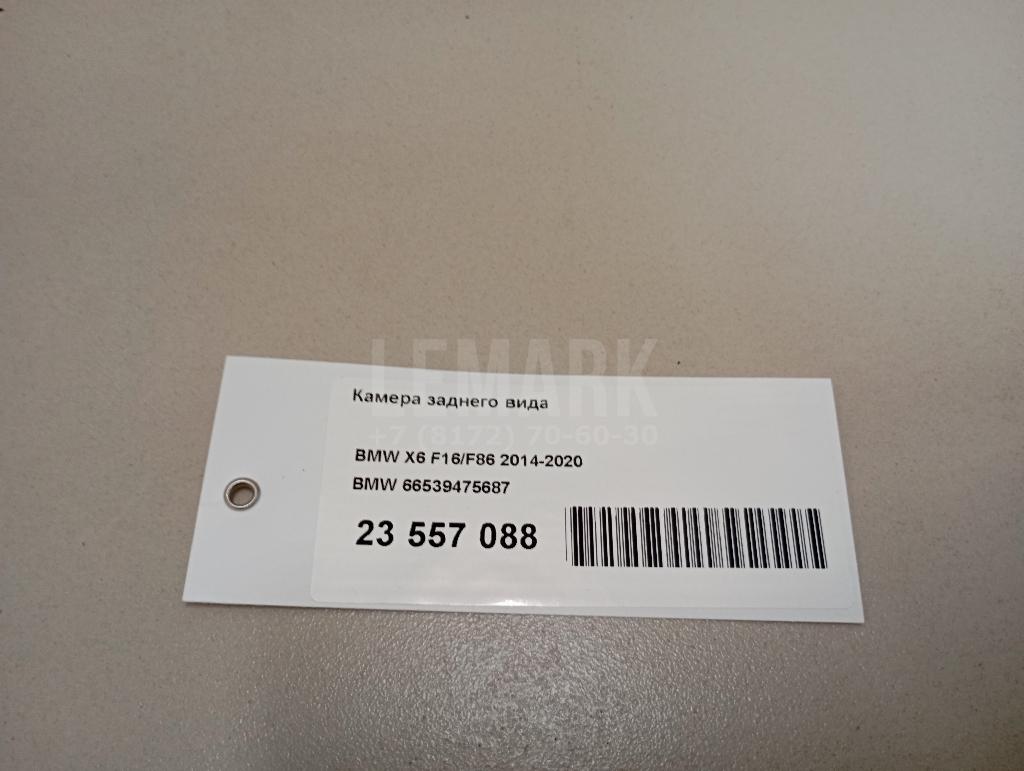 LEMARK
+7 (8172) 70-60-30
Камера заднего вида
BMW X6 F16/F86 2014-2020
BMW 66539475687
23 557 088